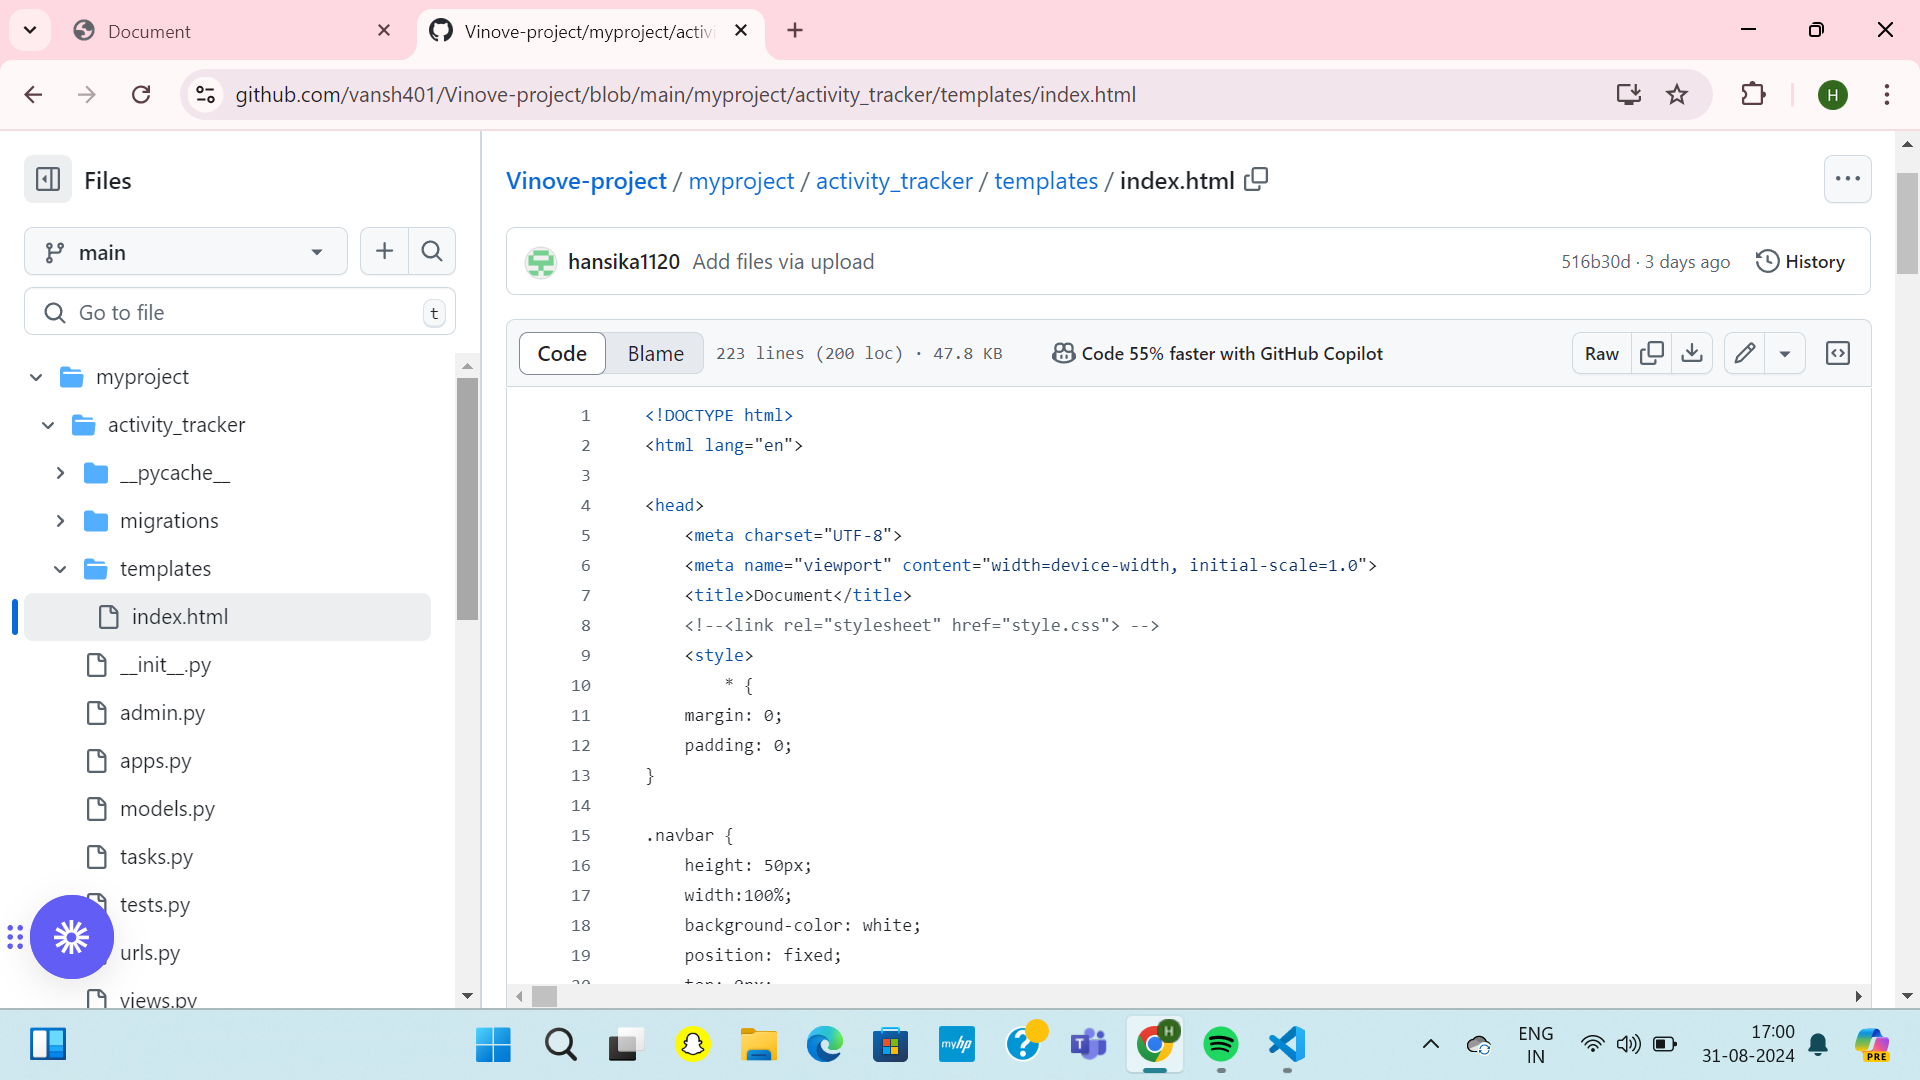 Document
Vinove-project/myproject/activi
github.com/vansh401/Vinove-project/blob/main/myproject/activity_tracker/templates/index.html
H
Files
main
Go to file
t
myproject
activity_tracker
__pycache__
migrations
templates
index.html
__init__.py
admin.py
apps.py
models.py
tasks.py
tests.py
urls.py
views.py
Vinove-project / myproject / activity_tracker / templates / index.html
hansika1120 Add files via upload
516b30d · 3 days ago
History
Code
Blame
223 lines (200 loc) · 47.8 KB
Code 55% faster with GitHub Copilot
Raw
1 <!DOCTYPE html>
2 <html lang="en">
3
4 <head>
5 <meta charset="UTF-8">
6 <meta name="viewport" content="width=device-width, initial-scale=1.0">
7 <title>Document</title>
8 <!--<link rel="stylesheet" href="style.css"> -->
9 <style>
10 * {
11 margin: 0;
12 padding: 0;
13 }
14
15 .navbar {
16 height: 50px;
17 width:100%;
18 background-color: white;
19 position: fixed;
20 top: 0px;
myhp
H
ENG
IN
17:00
31-08-2024
PRE